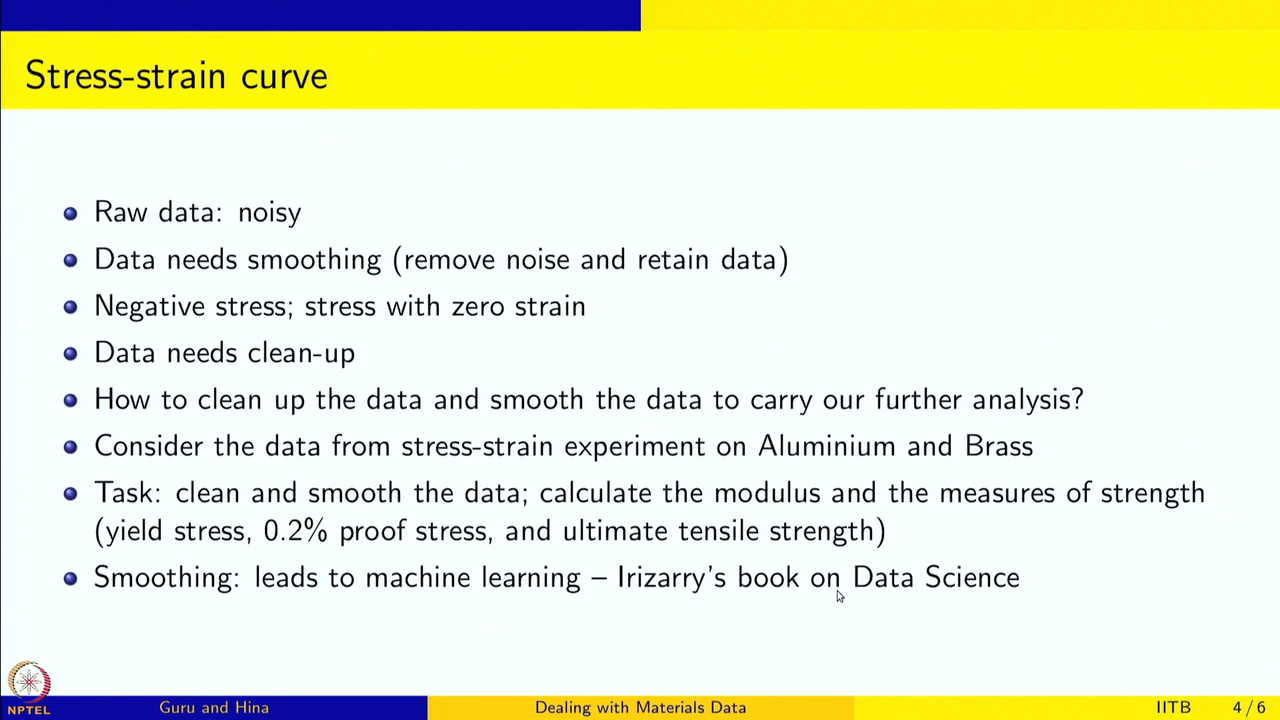 Stress-strain curve
Raw data: noisy
Data needs smoothing (remove noise and retain data)
Negative stress; stress with zero strain
Data needs clean-up
How to clean up the data and smooth the data to carry our further analysis?
Consider the data from stress-strain experiment on Aluminium and Brass
Task: clean and smooth the data; calculate the modulus and the measures of strength
(yield stress, 0.2% proof stress, and ultimate tensile strength)
Smoothing: leads to machine learning – Irizarry's book on Data Science
NPTEL
Guru and Hina
Dealing with Materials Data
IITB
4 / 6